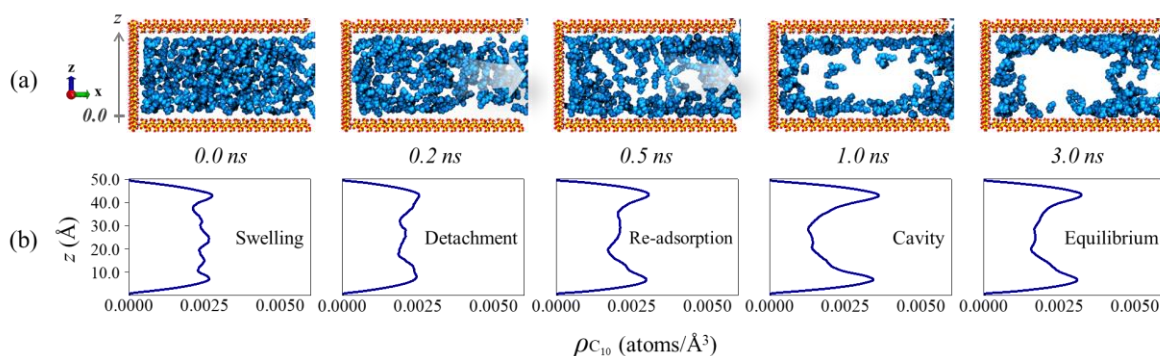 z
(a)
z
x
0.0
0.0 ns
0.2 ns
0.5 ns
1.0 ns
3.0 ns
(b)
z (Å)
50.0
40.0
30.0
20.0
10.0
Swelling
Detachment
Re-adsorption
Cavity
Equilibrium
0.0000 0.0025 0.0050
0.0000 0.0025 0.0050
0.0000 0.0025 0.0050
0.0000 0.0025 0.0050
0.0000 0.0025 0.0050
ρC10 (atoms/Å³)